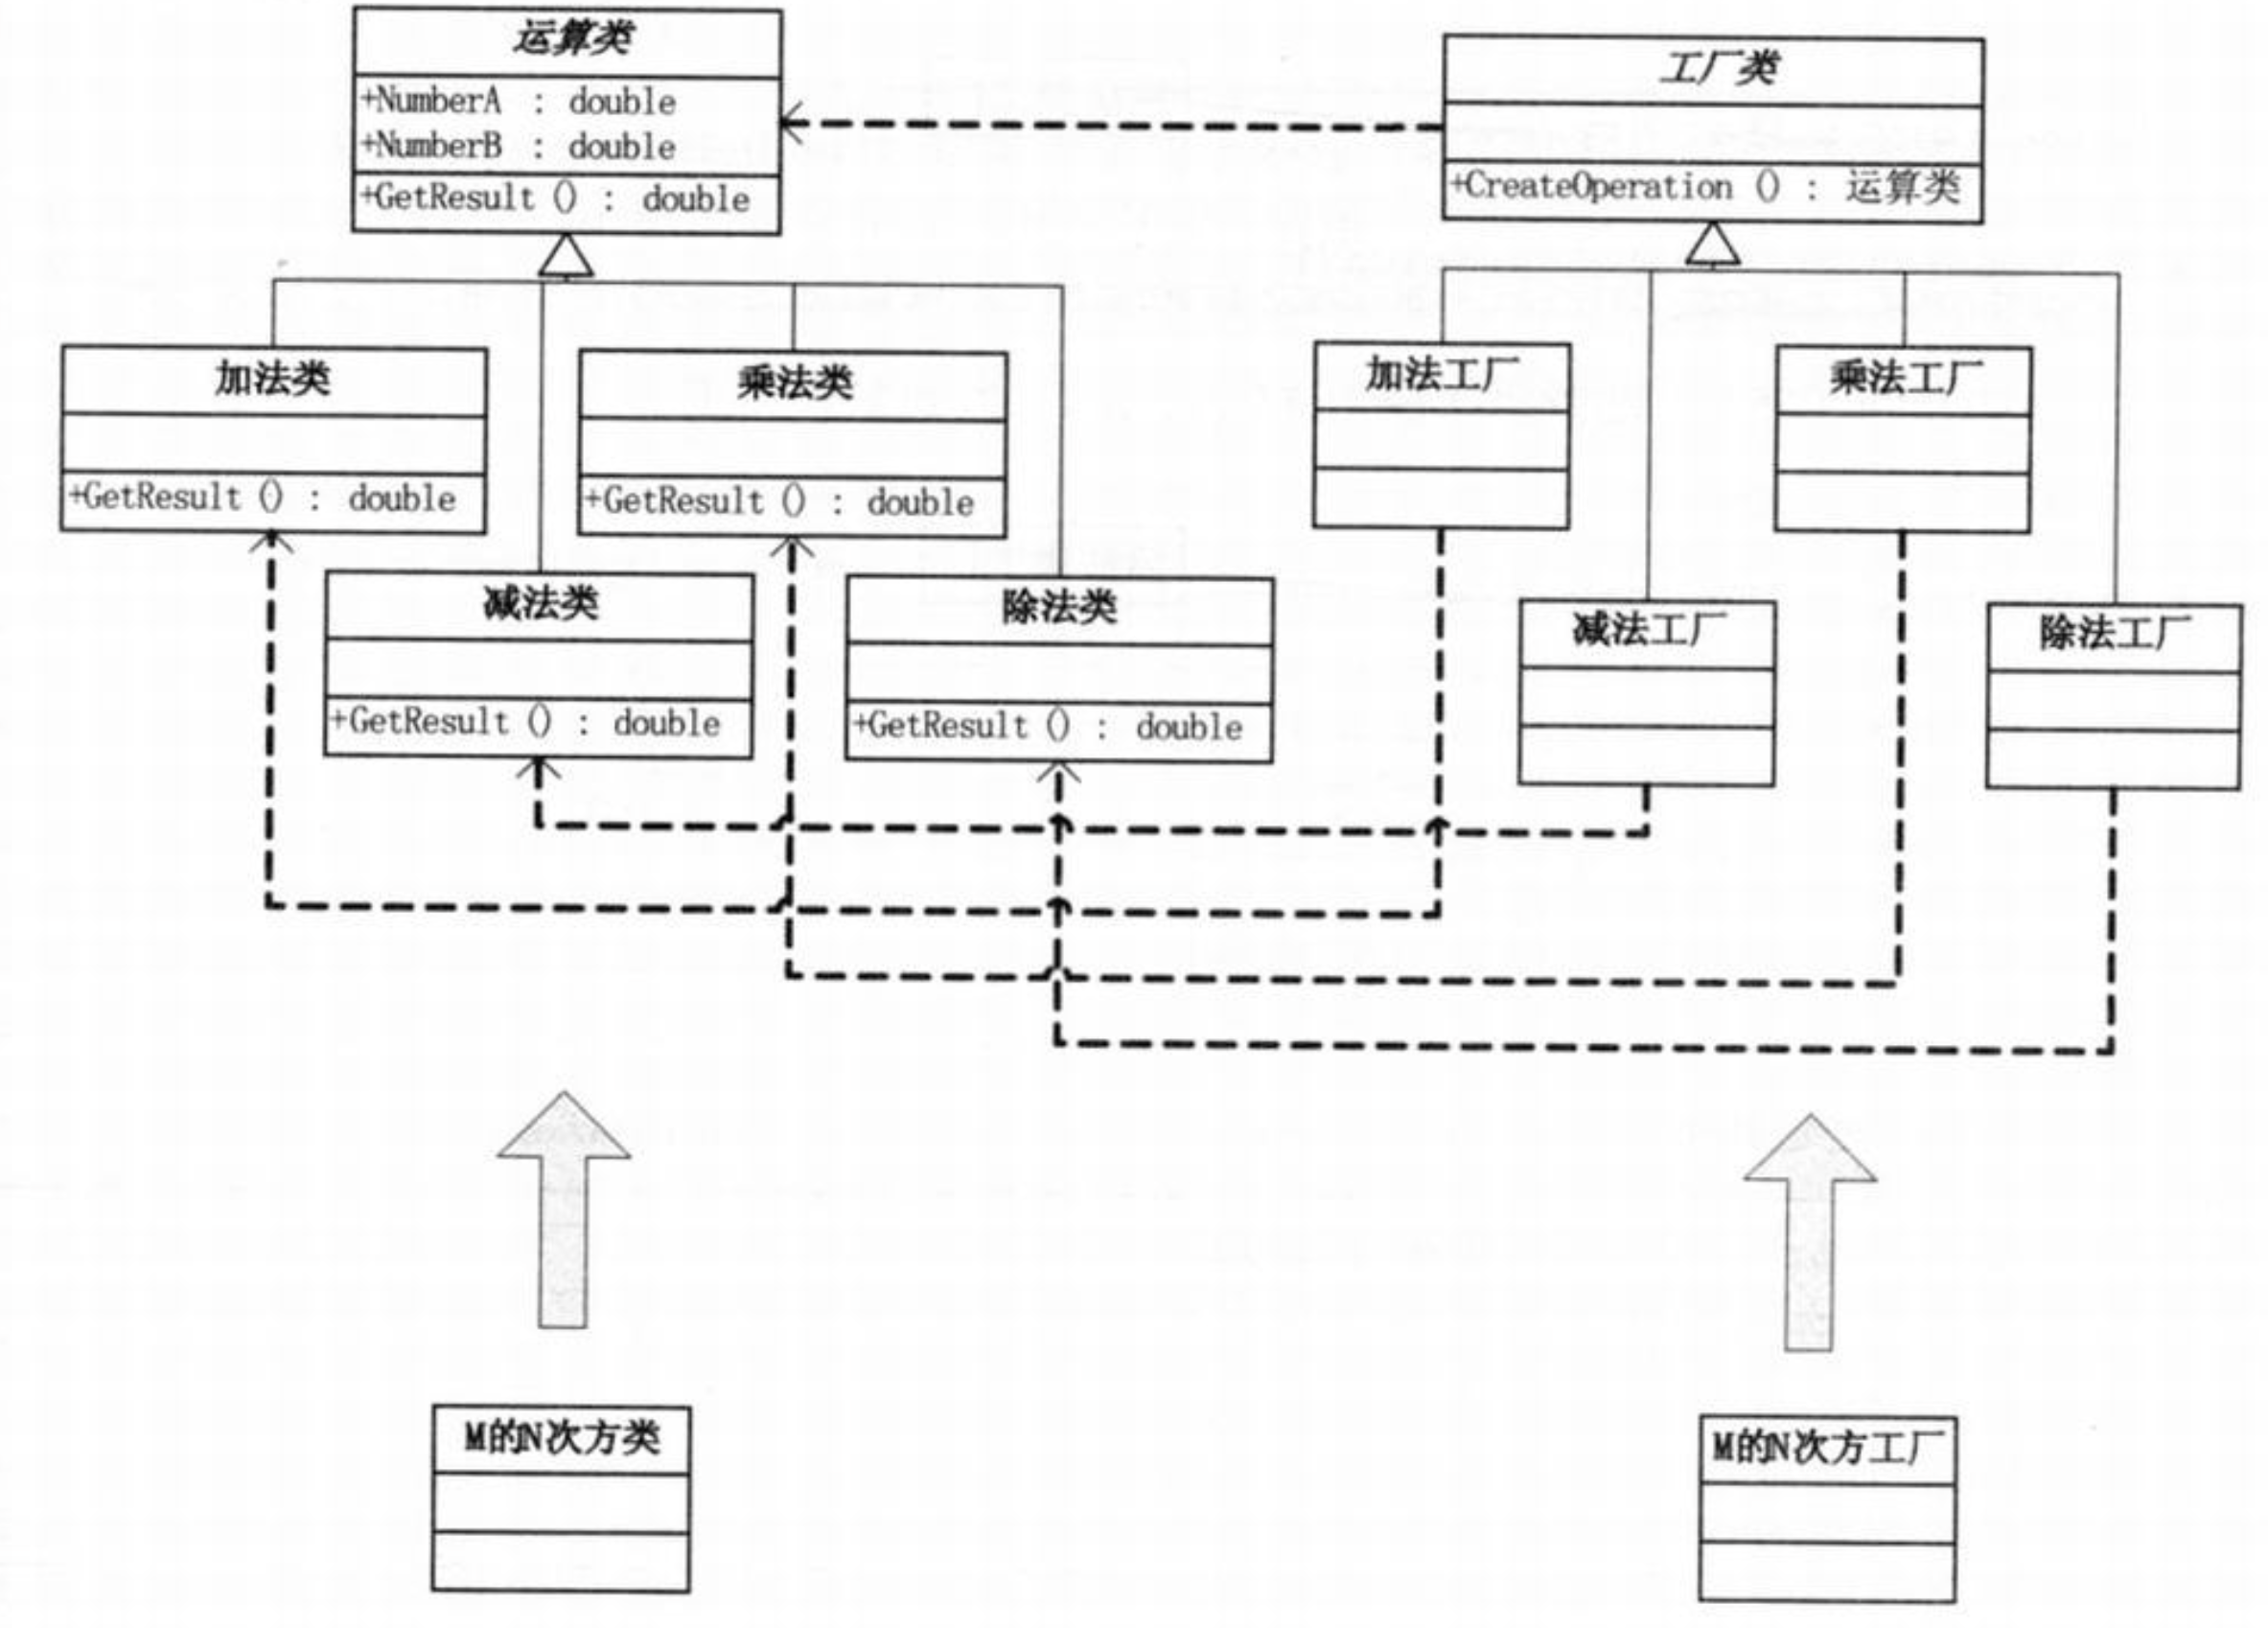 运算类
+NumberA : double
+NumberB : double
+GetResult () : double
工厂类
+CreateOperation () : 运算类
加法类
+GetResult () : double
乘法类
+GetResult () : double
减法类
+GetResult () : double
除法类
+GetResult () : double
加法工厂
乘法工厂
减法工厂
除法工厂
M的N次方类
M的N次方工厂